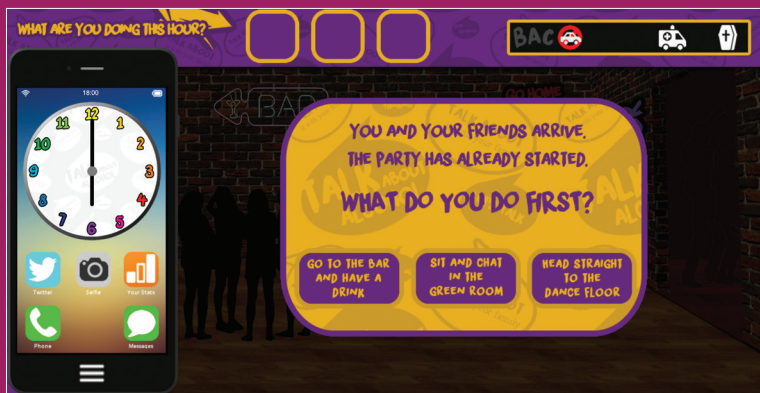 WHAT ARE YOU DOING THIS HOUR?
BAC
18:00
12
1
2
3
4
5
6
7
8
9
10
11
Twitter
Selfie
Your Stats
Phone
Messages
BAR
GO HOME
YOU AND YOUR FRIENDS ARRIVE.
THE PARTY HAS ALREADY STARTED.
WHAT DO YOU DO FIRST?
GO TO THE BAR
AND HAVE A
DRINK
SIT AND CHAT
IN THE
GREEN ROOM
HEAD STRAIGHT
TO THE
DANCE FLOOR